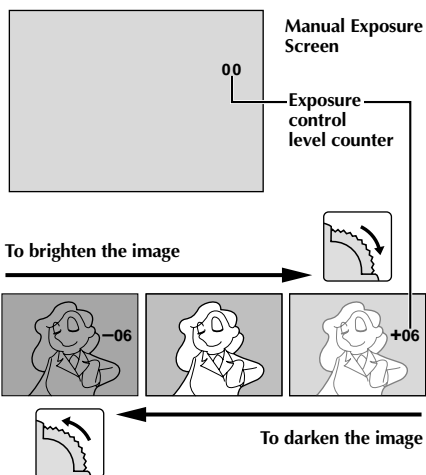 Manual Exposure
Screen
00
Exposure
control
level counter
To brighten the image
–06
+06
To darken the image